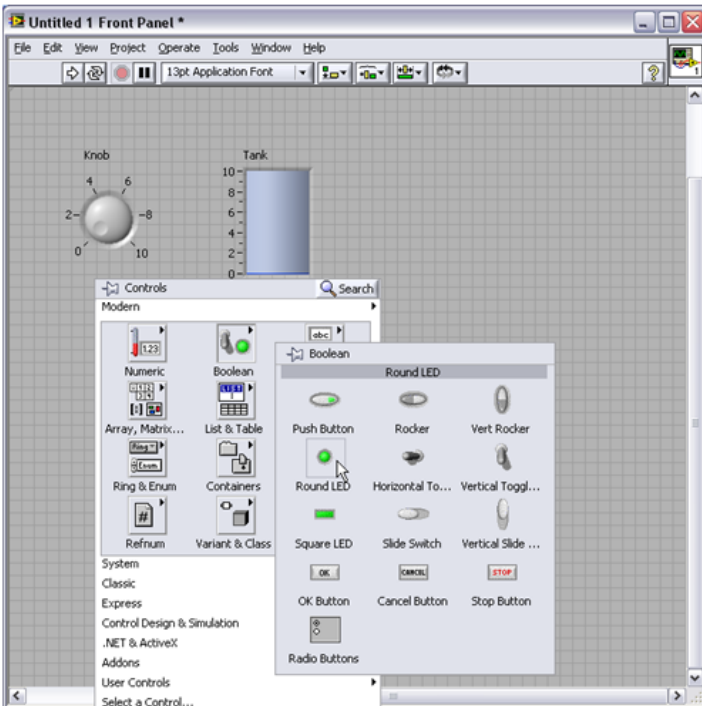 Untitled 1 Front Panel *
File Edit View Project Operate Tools Window Help
13pt Application Font
1
Knob
4 6
2 8
0 10
Tank
10
8
6
4
2
0
Controls Search
Modern
1.23
abc
Numeric Boolean
Array, Matrix... List & Table
Ring & Enum Containers
Refnum Variant & Class
System
Classic
Express
Control Design & Simulation
.NET & ActiveX
Addons
User Controls
Select a Control...
Boolean
Round LED
Push Button Rocker Vert Rocker
Round LED Horizontal To... Vertical Toggl...
Square LED Slide Switch Vertical Slide ...
OK CANCEL STOP
OK Button Cancel Button Stop Button
Radio Buttons